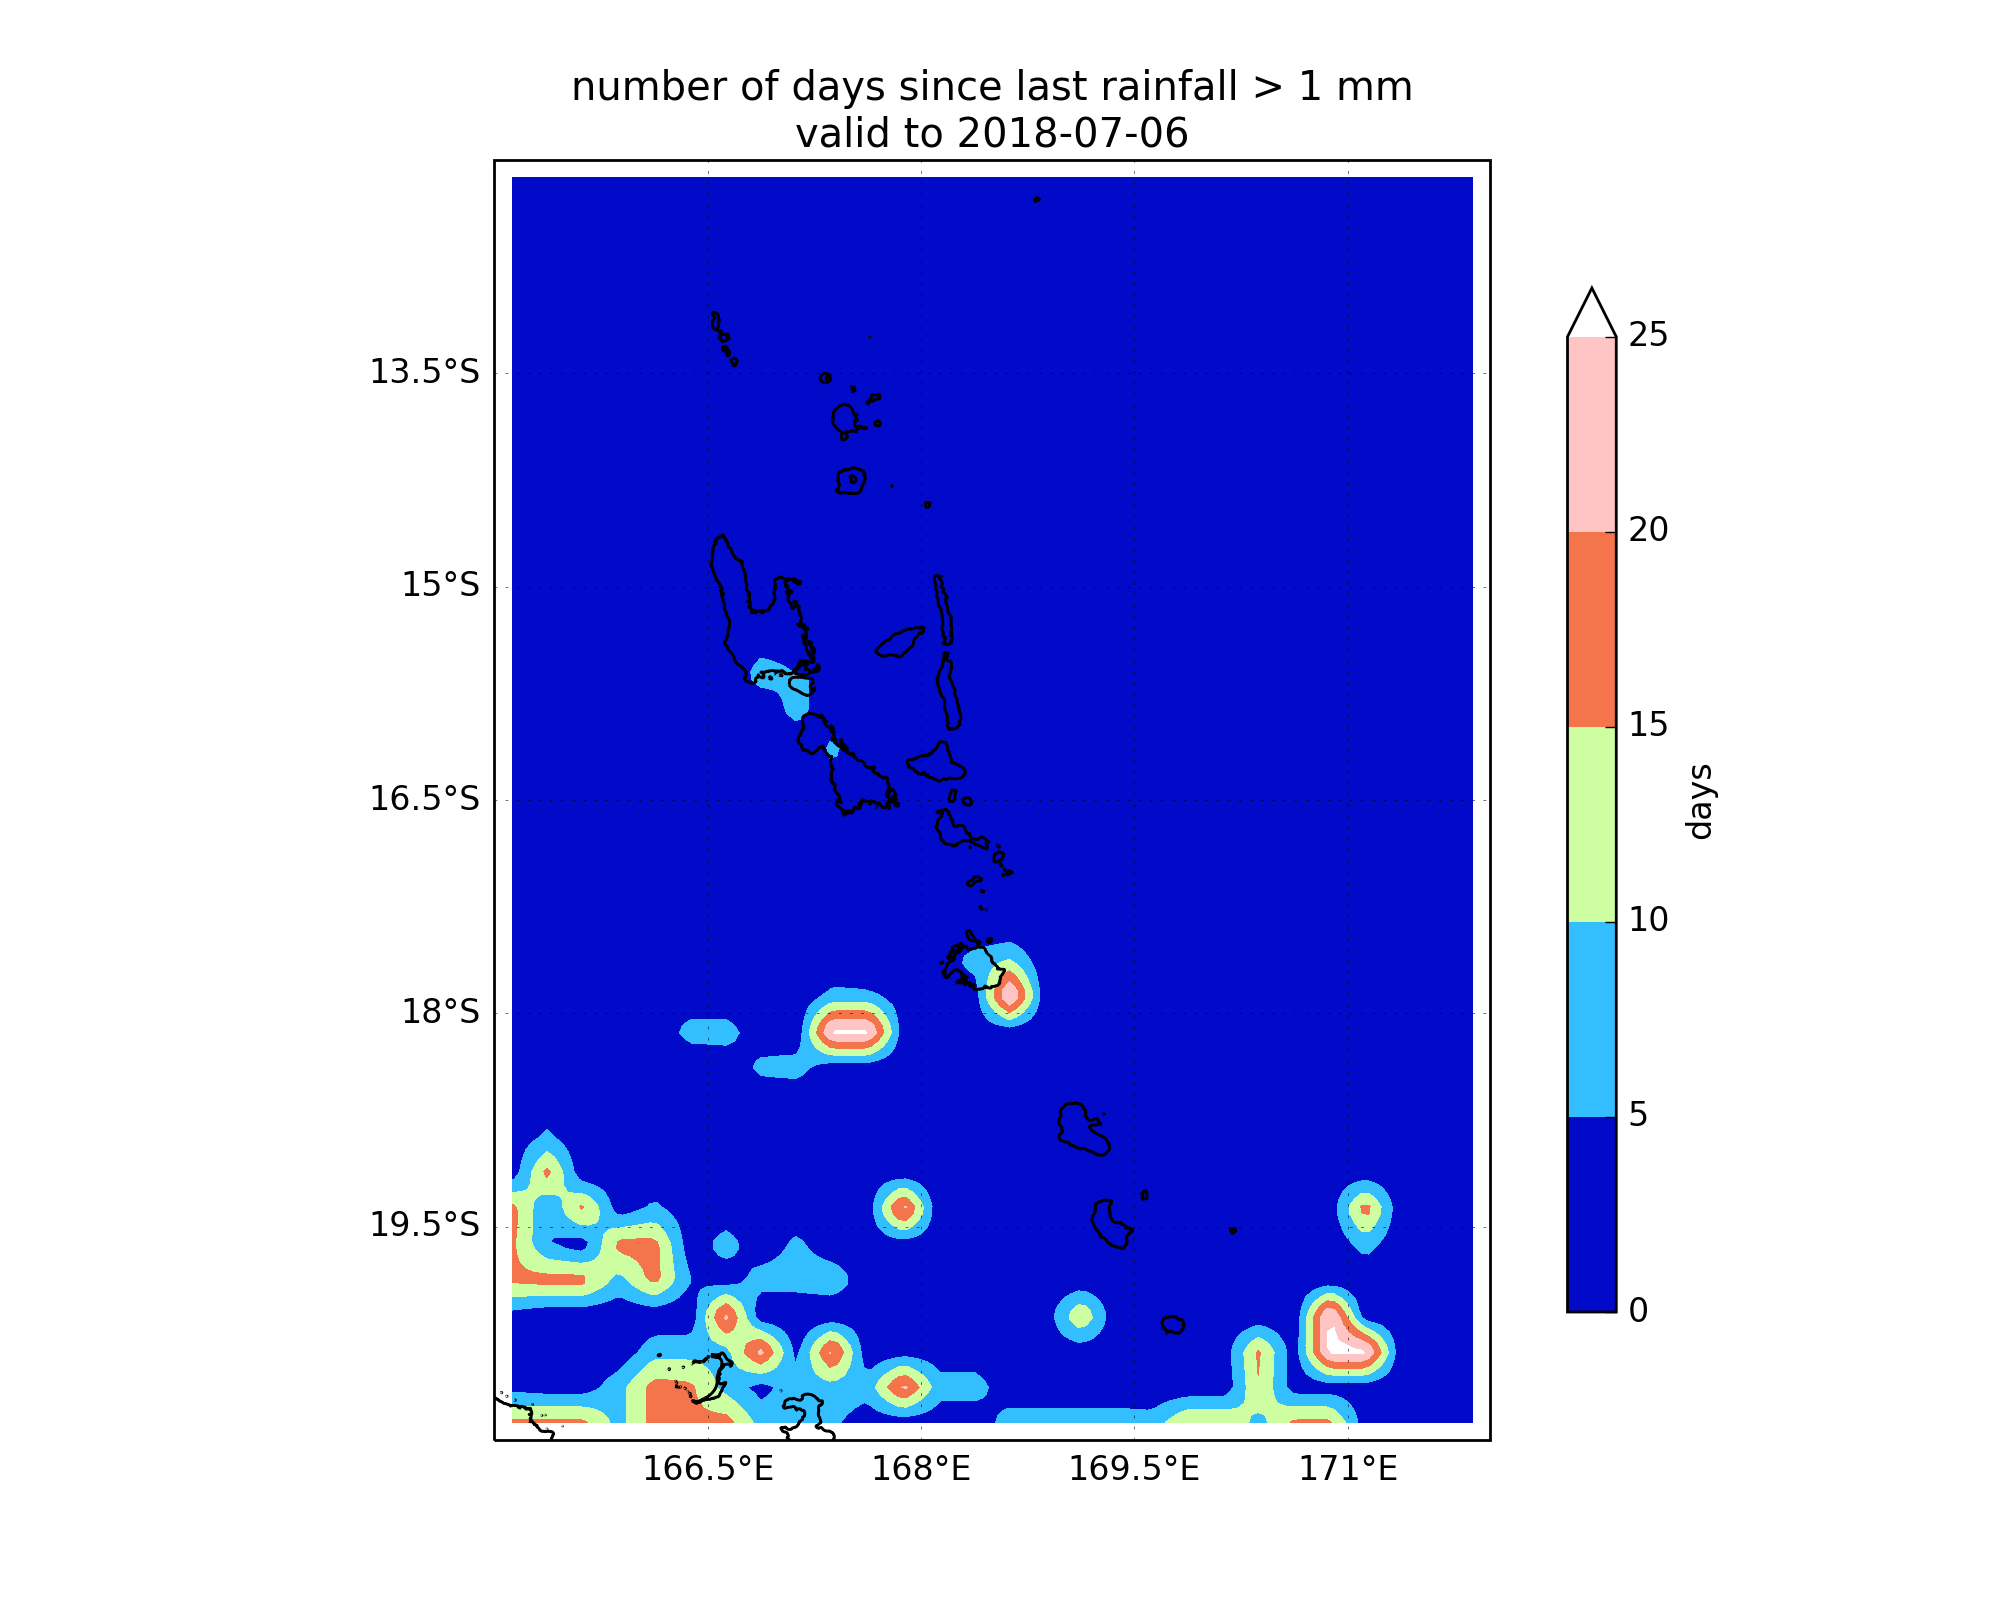 number of days since last rainfall > 1 mm
valid to 2018-07-06
13.5°S
15°S
16.5°S
18°S
19.5°S
166.5°E
168°E
169.5°E
171°E
25
20
15
10
5
0
days